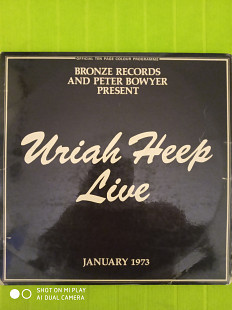 OFFICIAL TEN PAGE COLOUR PROGRAMME
BRONZE RECORDS
AND PETER BOWYER
PRESENT
Uriah Heep
Live
JANUARY 1973
SHOT ON MI PLAY
AI DUAL CAMERA